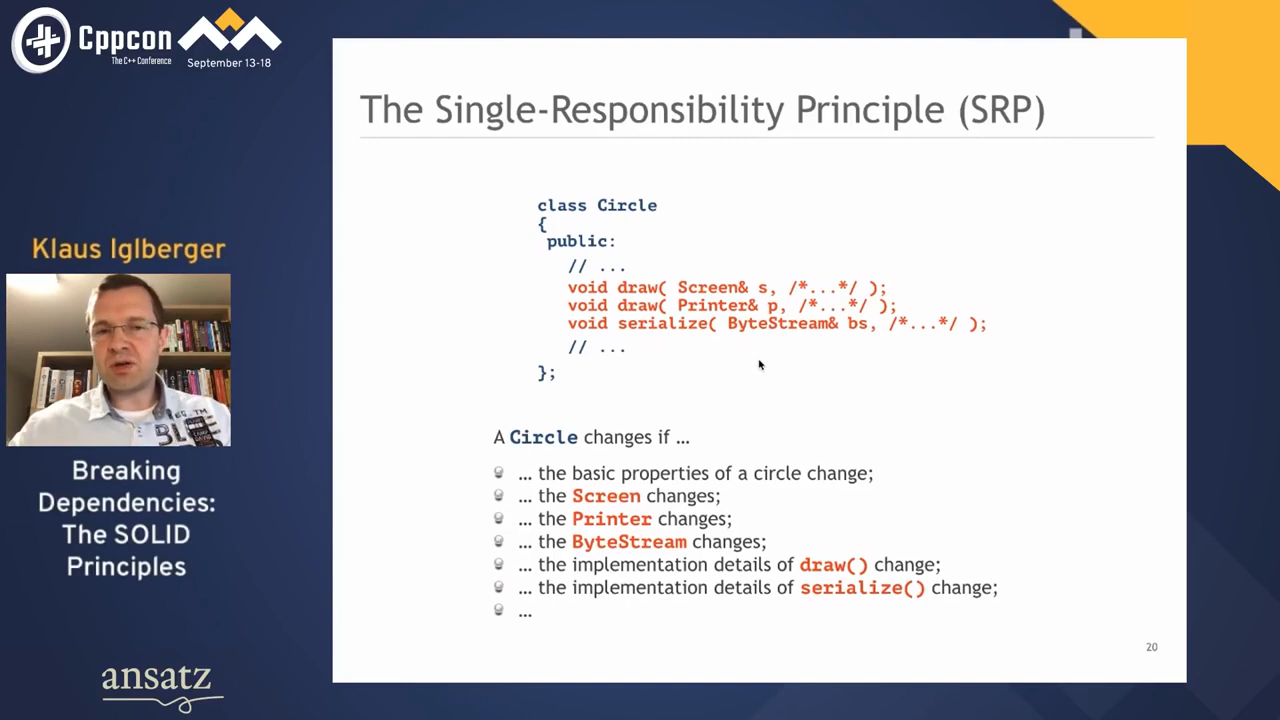 Cppcon
The C++ Conference
September 13-18
Klaus Iglberger
Breaking
Dependencies:
The SOLID
Principles
ansatz
The Single-Responsibility Principle (SRP)
class Circle
{
public:
// ...
void draw( Screen& s, /*...*/ );
void draw( Printer& p, /*...*/ );
void serialize( ByteStream& bs, /*...*/ );
// ...
};
A Circle changes if …
… the basic properties of a circle change;
… the Screen changes;
… the Printer changes;
… the ByteStream changes;
… the implementation details of draw() change;
… the implementation details of serialize() change;
…
20